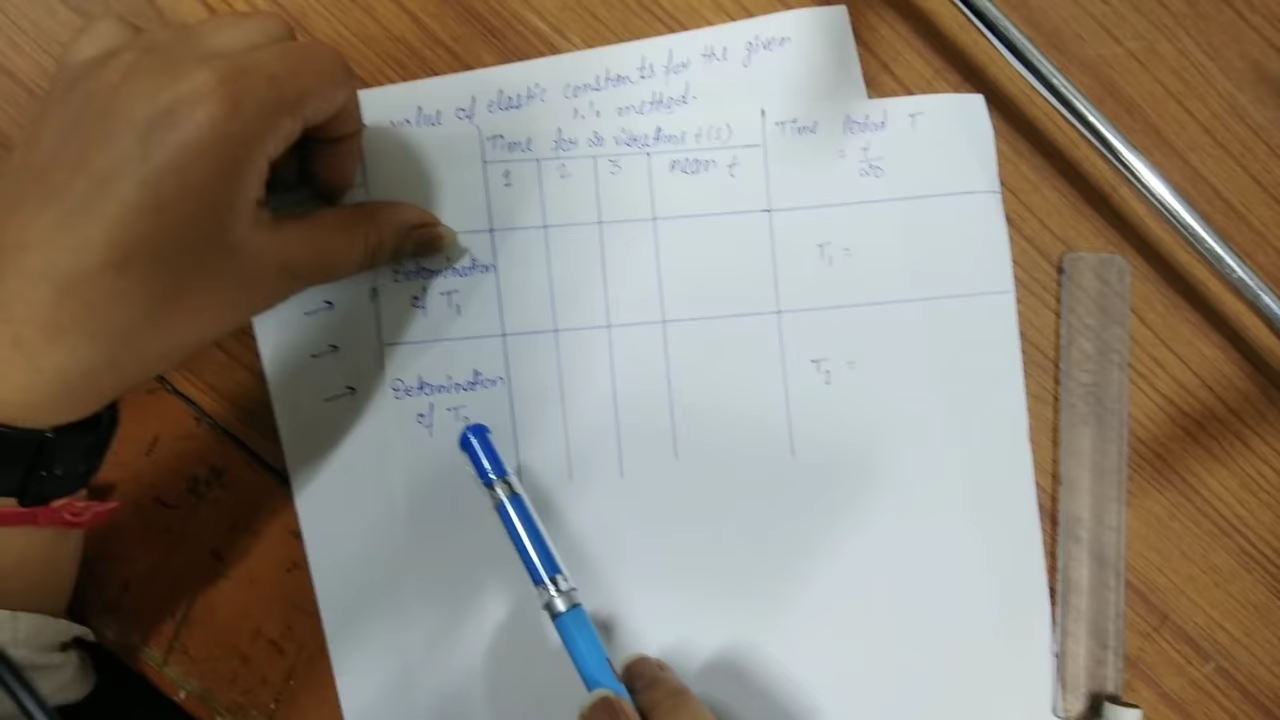 value of elastic constants for the given
method.
Time for 20 vibrations t(s)
Time Period T
= t/20
1 2 3 mean t
Determination
of T₁
T₁ =
→
→
→
Determination
of T₂
T₂ =